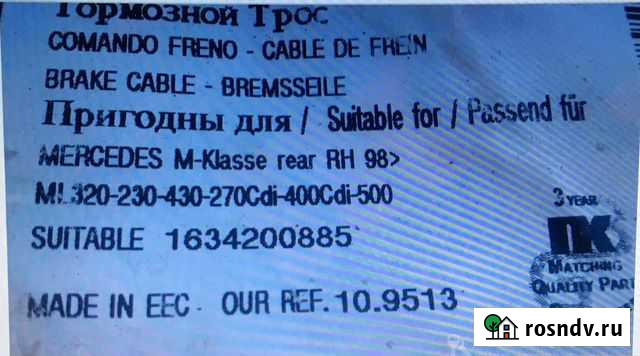 Тормозной Трос
COMANDO FRENO - CABLE DE FREIN
BRAKE CABLE - BREMSSEILE
Пригодны для / Suitable for / Passend für
MERCEDES M-Klasse rear RH 98>
ML320-230-430-270Cdi-400Cdi-500
SUITABLE 1634200885
3 YEAR
ПК
MATCHING
QUALITY PART
MADE IN EEC - OUR REF. 10.9513
rosndv.ru